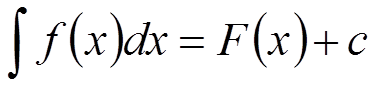 ∫ f(x)dx = F(x) + c